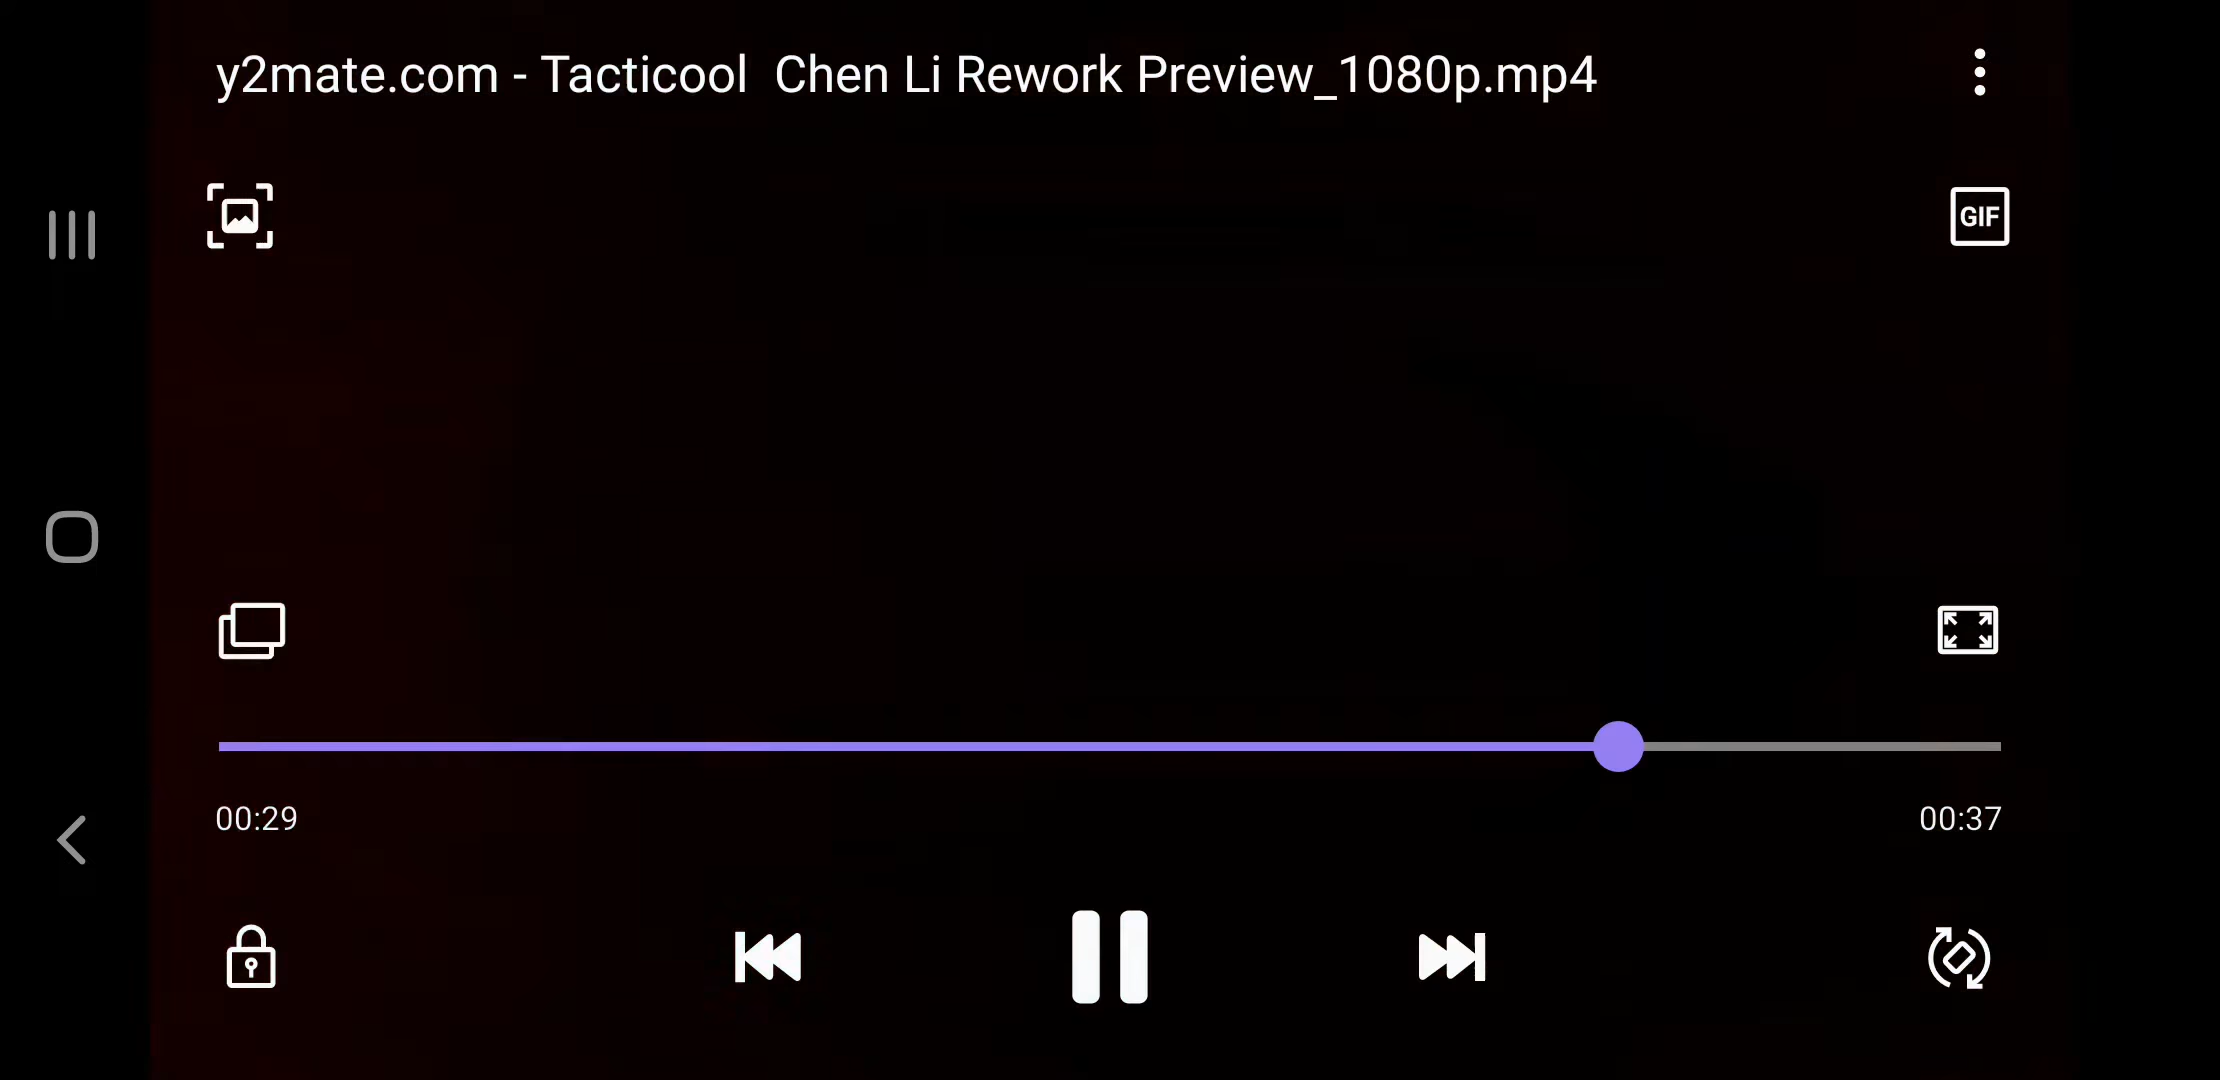 y2mate.com - Tacticool  Chen Li Rework Preview_1080p.mp4
GIF
00:29
00:37